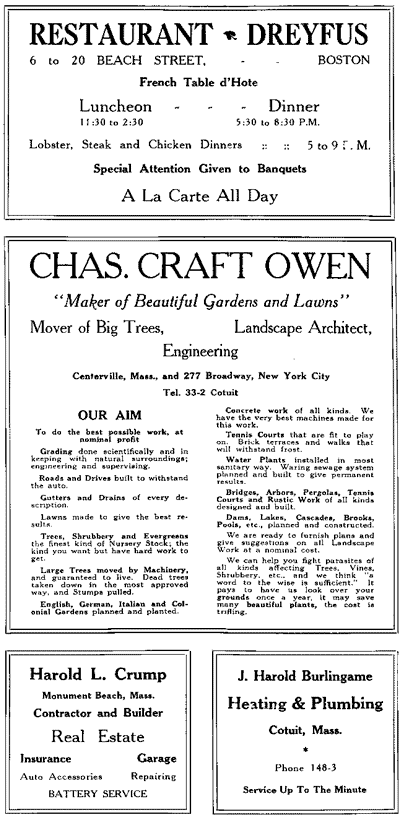 RESTAURANT DREYFUS
6 to 20 BEACH STREET, - - BOSTON
French Table d'Hote
Luncheon - - - Dinner
11:30 to 2:30 5:30 to 8:30 P.M.
Lobster, Steak and Chicken Dinners :: :: 5 to 9 P.M.
Special Attention Given to Banquets
A La Carte All Day
CHAS. CRAFT OWEN
"Maker of Beautiful Gardens and Lawns"
Mover of Big Trees, Landscape Architect,
Engineering
Centerville, Mass., and 277 Broadway, New York City
Tel. 33-2 Cotuit
OUR AIM
To do the best possible work, at
nominal profit
Grading done scientifically and in
keeping with natural surroundings;
engineering and supervising.
Roads and Drives built to withstand
the auto.
Gutters and Drains of every de-
scription.
Lawns made to give the best re-
sults.
Trees, Shrubbery and Evergreens
the finest kind of Nursery Stock; the
kind you want but have hard work to
get.
Large Trees moved by Machinery,
and guaranteed to live. Dead trees
taken down in the most approved
way, and Stumps pulled.
English, German, Italian and Col-
onial Gardens planned and planted.
Concrete work of all kinds. We
have the very best machines made for
this work.
Tennis Courts that are fit to play
on. Brick terraces and walks that
will withstand frost.
Water Plants installed in most
sanitary way. Waring sewage system
planned and built to give permanent
results.
Bridges, Arbors, Pergolas, Tennis
Courts and Rustic Work of all kinds
designed and built.
Dams, Lakes, Cascades, Brooks,
Pools, etc., planned and constructed.
We are ready to furnish plans and
give suggestions on all Landscape
Work at a nominal cost.
We can help you fight parasites of
all kinds affecting Trees, Vines,
Shrubbery, etc., and we think "a
word to the wise is sufficient." It
pays to have us look over your
grounds once a year, it may save
many beautiful plants, the cost is
trifling.
Harold L. Crump
Monument Beach, Mass.
Contractor and Builder
Real Estate
Insurance Garage
Auto Accessories Repairing
BATTERY SERVICE
J. Harold Burlingame
Heating & Plumbing
Cotuit, Mass.
*
Phone 148-3
Service Up To The Minute